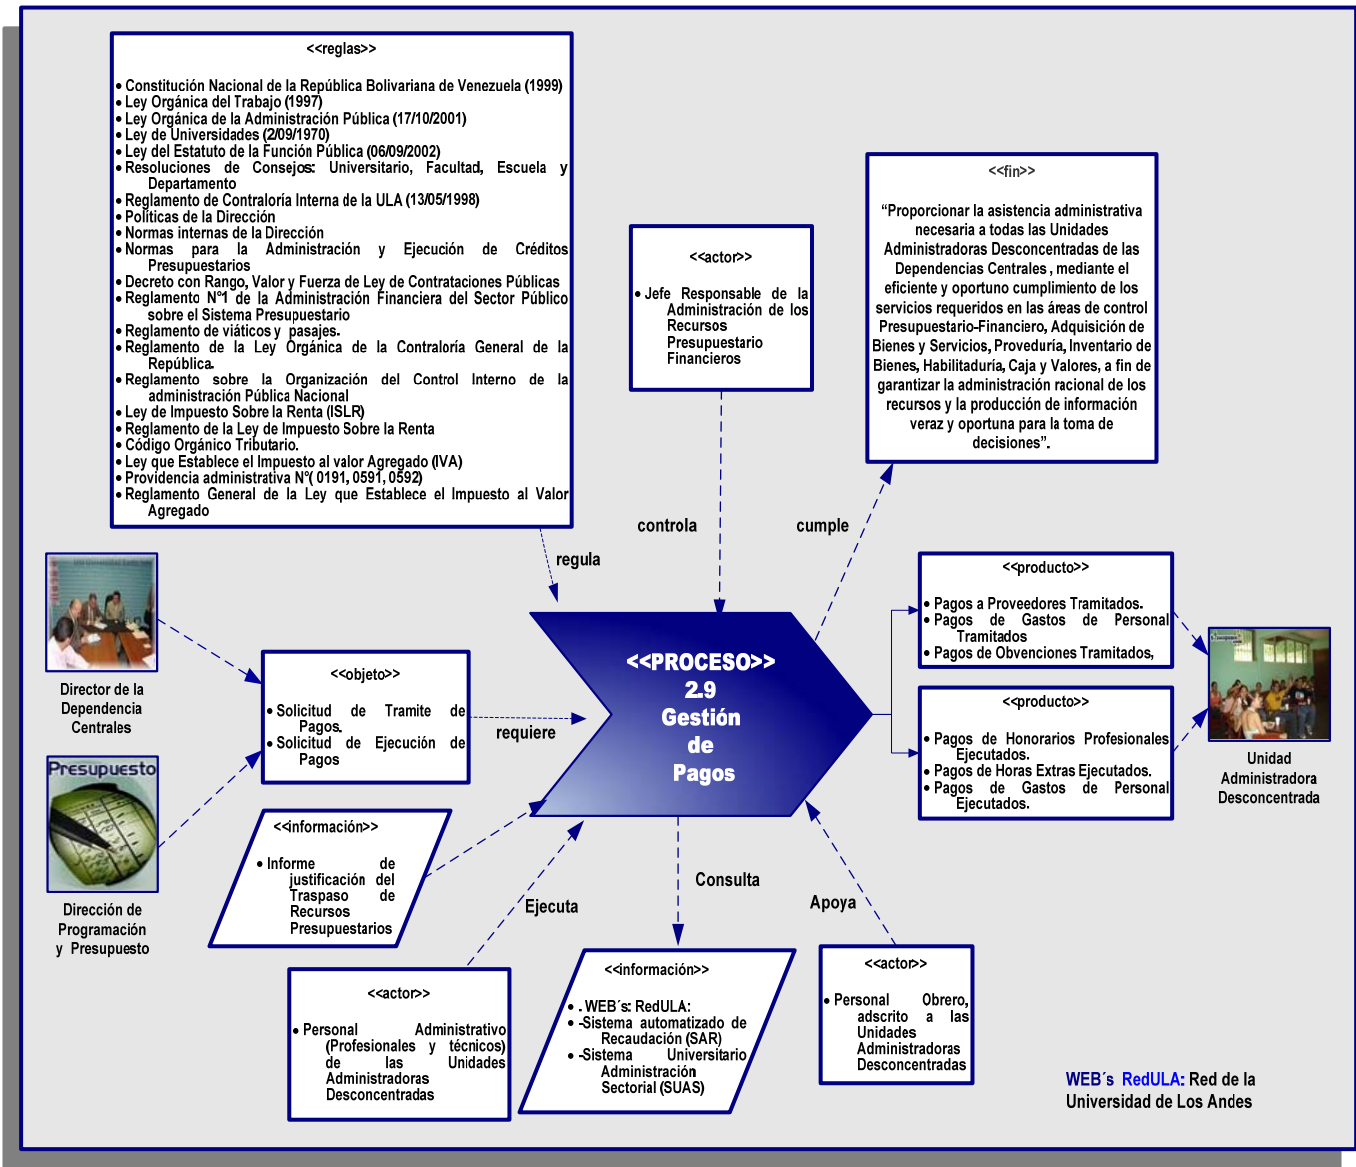 <<reglas>>
• Constitución Nacional de la República Bolivariana de Venezuela (1999)
• Ley Orgánica del Trabajo (1997)
• Ley Orgánica de la Administración Pública (17/10/2001)
• Ley de Universidades (2/09/1970)
• Ley del Estatuto de la Función Pública (06/09/2002)
• Resoluciones de Consejos: Universitario, Facultad, Escuela y
Departamento
• Reglamento de Contraloría Interna de la ULA (13/05/1998)
• Políticas de la Dirección
• Normas internas de la Dirección
• Normas para la Administración y Ejecución de Créditos
Presupuestarios
• Decreto con Rango, Valor y Fuerza de Ley de Contrataciones Públicas
• Reglamento N°1 de la Administración Financiera del Sector Público
sobre el Sistema Presupuestario
• Reglamento de viáticos y pasajes.
• Reglamento de la Ley Orgánica de la Contraloría General de la
República.
• Reglamento sobre la Organización del Control Interno de la
administración Pública Nacional
• Ley de Impuesto Sobre la Renta (ISLR)
• Reglamento de la Ley de Impuesto Sobre la Renta
• Código Orgánico Tributario.
• Ley que Establece el Impuesto al valor Agregado (IVA)
• Providencia administrativa N°( 0191, 0591, 0592)
• Reglamento General de la Ley que Establece el Impuesto al Valor
Agregado
<<actor>>
• Jefe Responsable de la
Administración de los
Recursos
Presupuestario
Financieros
<<fin>>
“Proporcionar la asistencia administrativa
necesaria a todas las Unidades
Administradoras Desconcentradas de las
Dependencias Centrales , mediante el
eficiente y oportuno cumplimiento de los
servicios requeridos en las áreas de control
Presupuestario-Financiero, Adquisición de
Bienes y Servicios, Proveduría, Inventario de
Bienes, Habilitaduría, Caja y Valores, a fin de
garantizar la administración racional de los
recursos y la producción de información
veraz y oportuna para la toma de
decisiones”.
regula
controla
cumple
Director de la
Dependencia
Centrales
Presupuesto
Dirección de
Programación
y Presupuesto
<<objeto>>
• Solicitud de Tramite de
Pagos.
• Solicitud de Ejecución de
Pagos
requiere
<<PROCESO>>
2.9
Gestión
de
Pagos
<<producto>>
• Pagos a Proveedores Tramitados.
• Pagos de Gastos de Personal
Tramitados
• Pagos de Obvenciones Tramitados,
<<producto>>
• Pagos de Honorarios Profesionales
Ejecutados.
• Pagos de Horas Extras Ejecutados.
• Pagos de Gastos de Personal
Ejecutados.
Unidad
Administradora
Desconcentrada
<<información>>
• Informe de
justificación del
Traspaso de
Recursos
Presupuestarios
Ejecuta
Consulta
Apoya
<<actor>>
• Personal Administrativo
(Profesionales y técnicos)
de las Unidades
Administradoras
Desconcentradas
<<información>>
• . WEB´s: RedULA:
• -Sistema automatizado de
Recaudación (SAR)
• -Sistema Universitario
Administración
Sectorial (SUAS)
<<actor>>
• Personal Obrero,
adscrito a las
Unidades
Administradoras
Desconcentradas
WEB´s RedULA: Red de la
Universidad de Los Andes